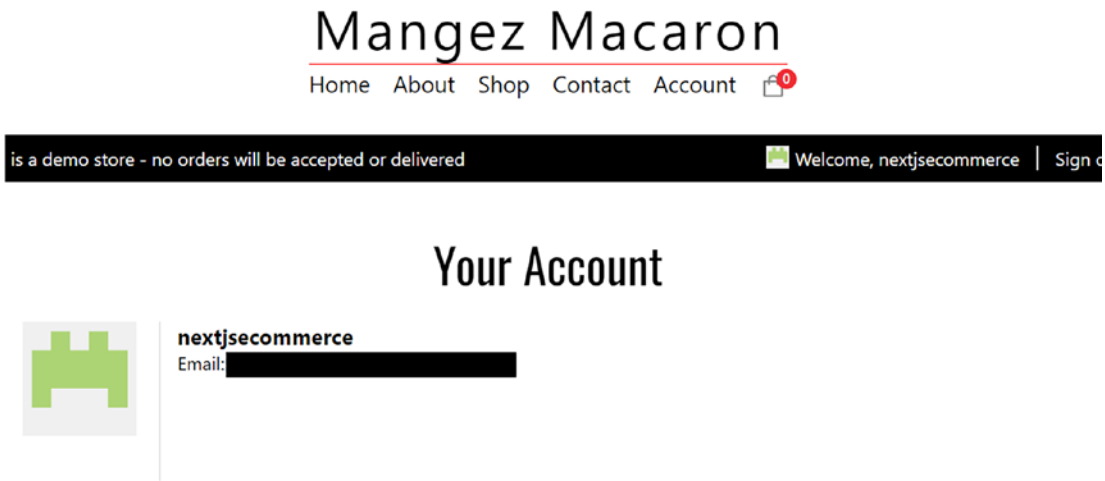 Mangez Macaron
Home About Shop Contact Account 0
is a demo store - no orders will be accepted or delivered
Welcome, nextjsecommerce | Sign
Your Account
nextjsecommerce
Email: